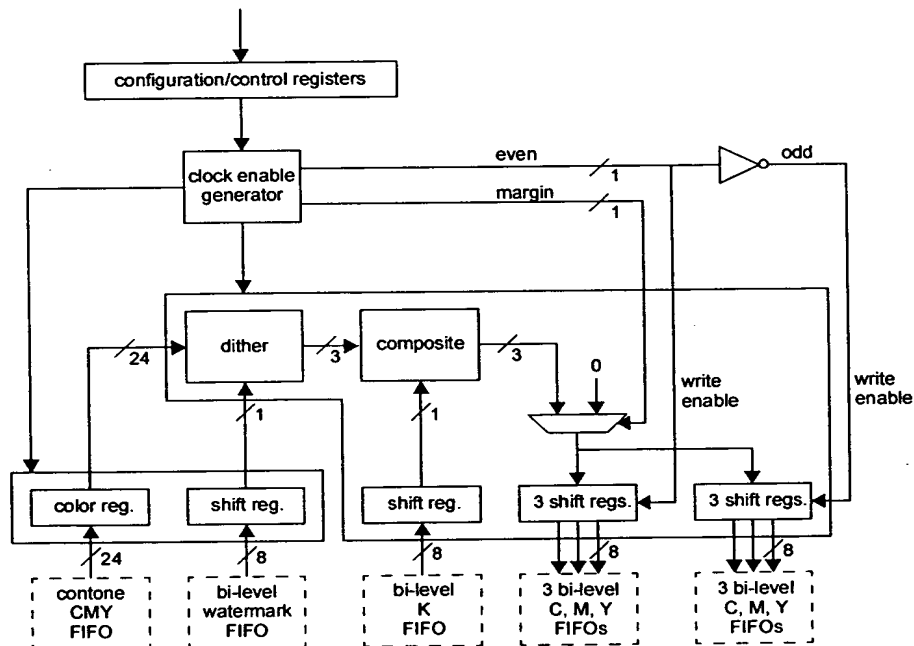 configuration/control registers
clock enable
generator
even
1
odd
margin
1
dither
composite
24
3
3
0
1
1
write
enable
write
enable
color reg.
shift reg.
shift reg.
3 shift regs.
3 shift regs.
24
8
8
8
8
contone
CMY
FIFO
bi-level
watermark
FIFO
bi-level
K
FIFO
3 bi-level
C, M, Y
FIFOs
3 bi-level
C, M, Y
FIFOs